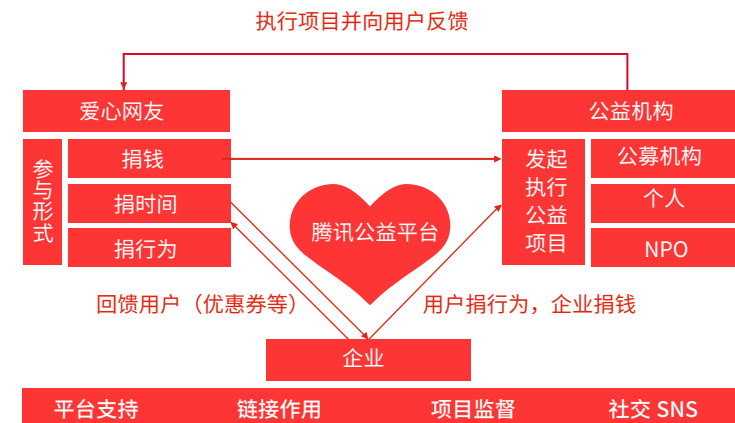 执行项目并向用户反馈
爱心网友
公益机构
参与形式
捐钱
捐时间
捐行为
腾讯公益平台
发起
执行
公益
项目
公募机构
个人
NPO
回馈用户（优惠券等）
用户捐行为，企业捐钱
企业
平台支持 链接作用 项目监督 社交 SNS